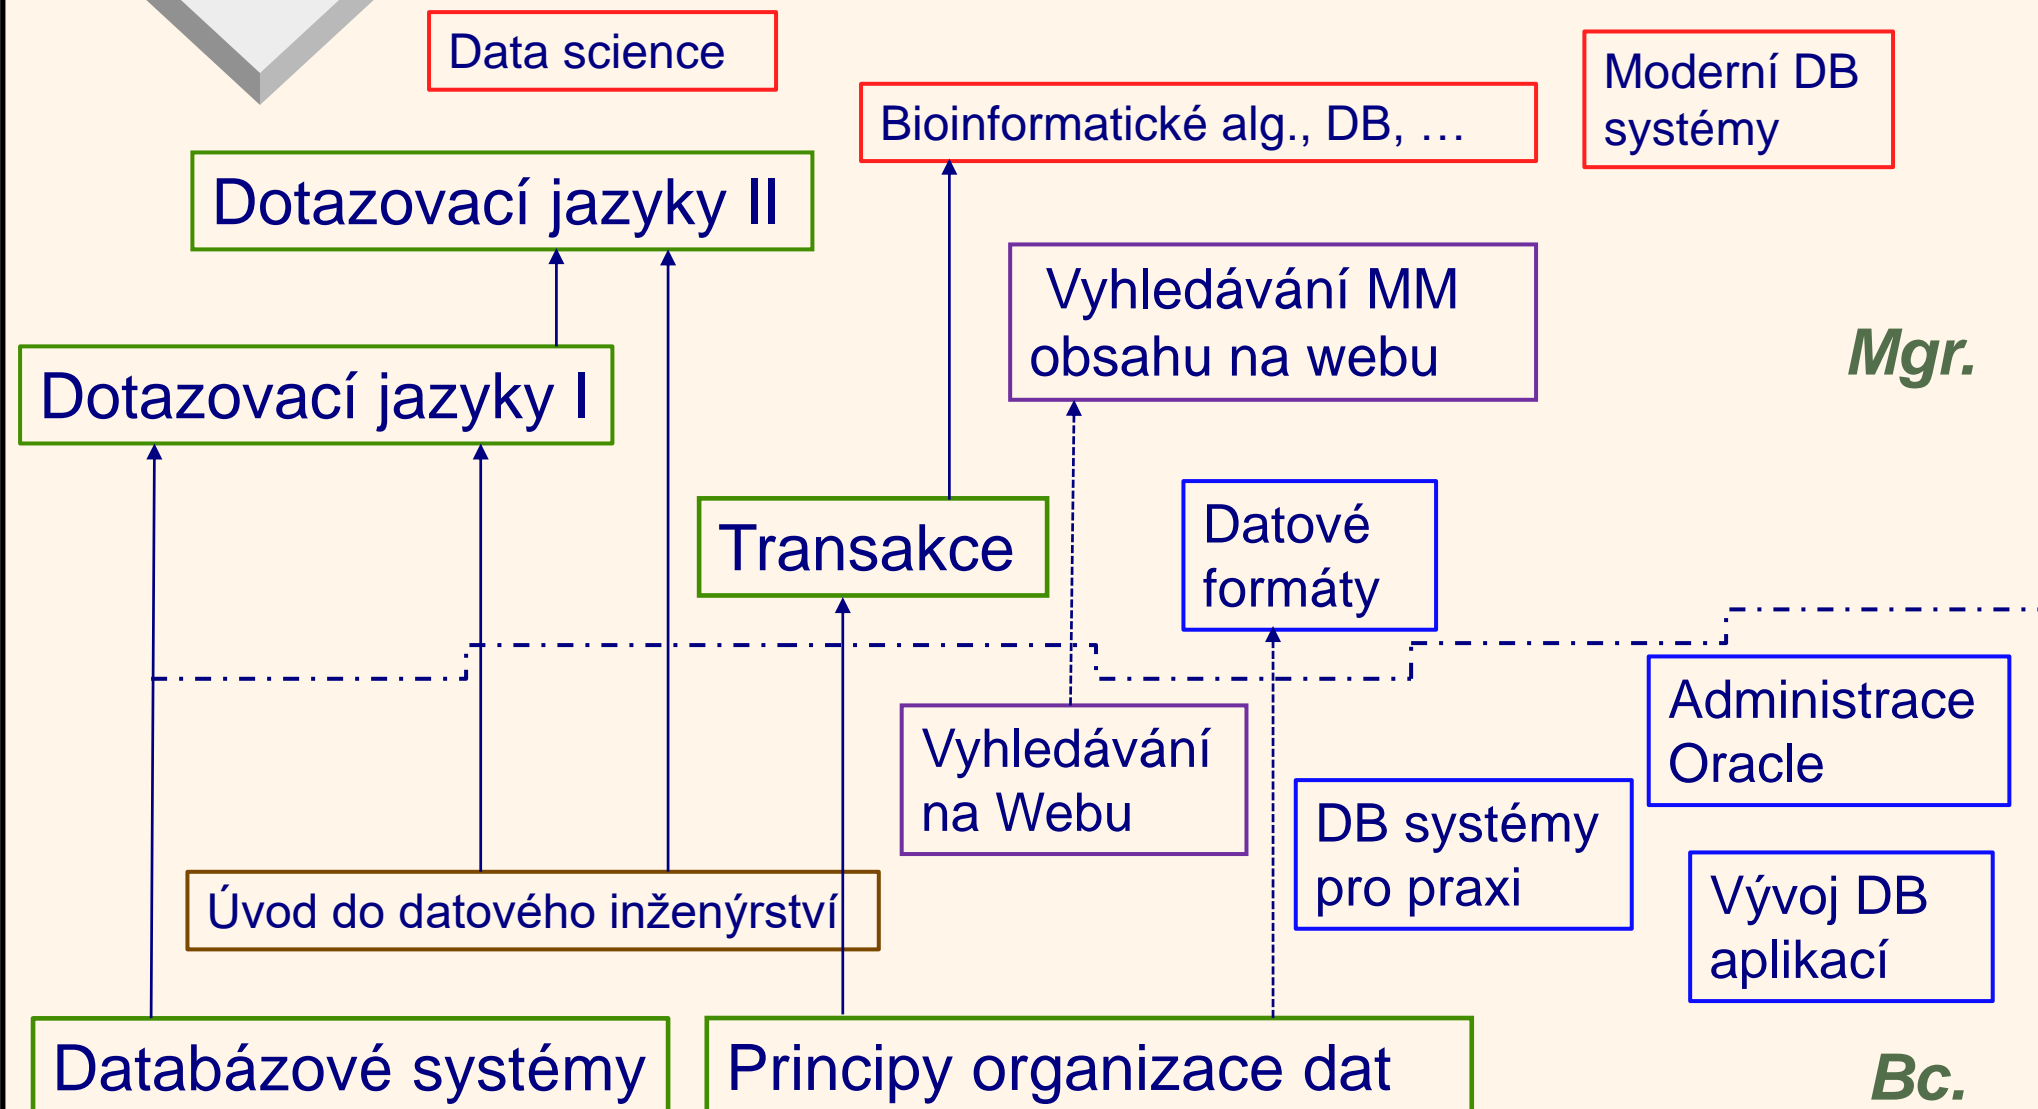 Data science
Moderní DB
systémy
Bioinformatické alg., DB, …
Dotazovací jazyky II
Vyhledávání MM
obsahu na webu
Mgr.
Dotazovací jazyky I
Datové
formáty
Transakce
Administrace
Oracle
Vyhledávání
na Webu
DB systémy
pro praxi
Vývoj DB
aplikací
Úvod do datového inženýrství
Databázové systémy
Principy organizace dat
Bc.